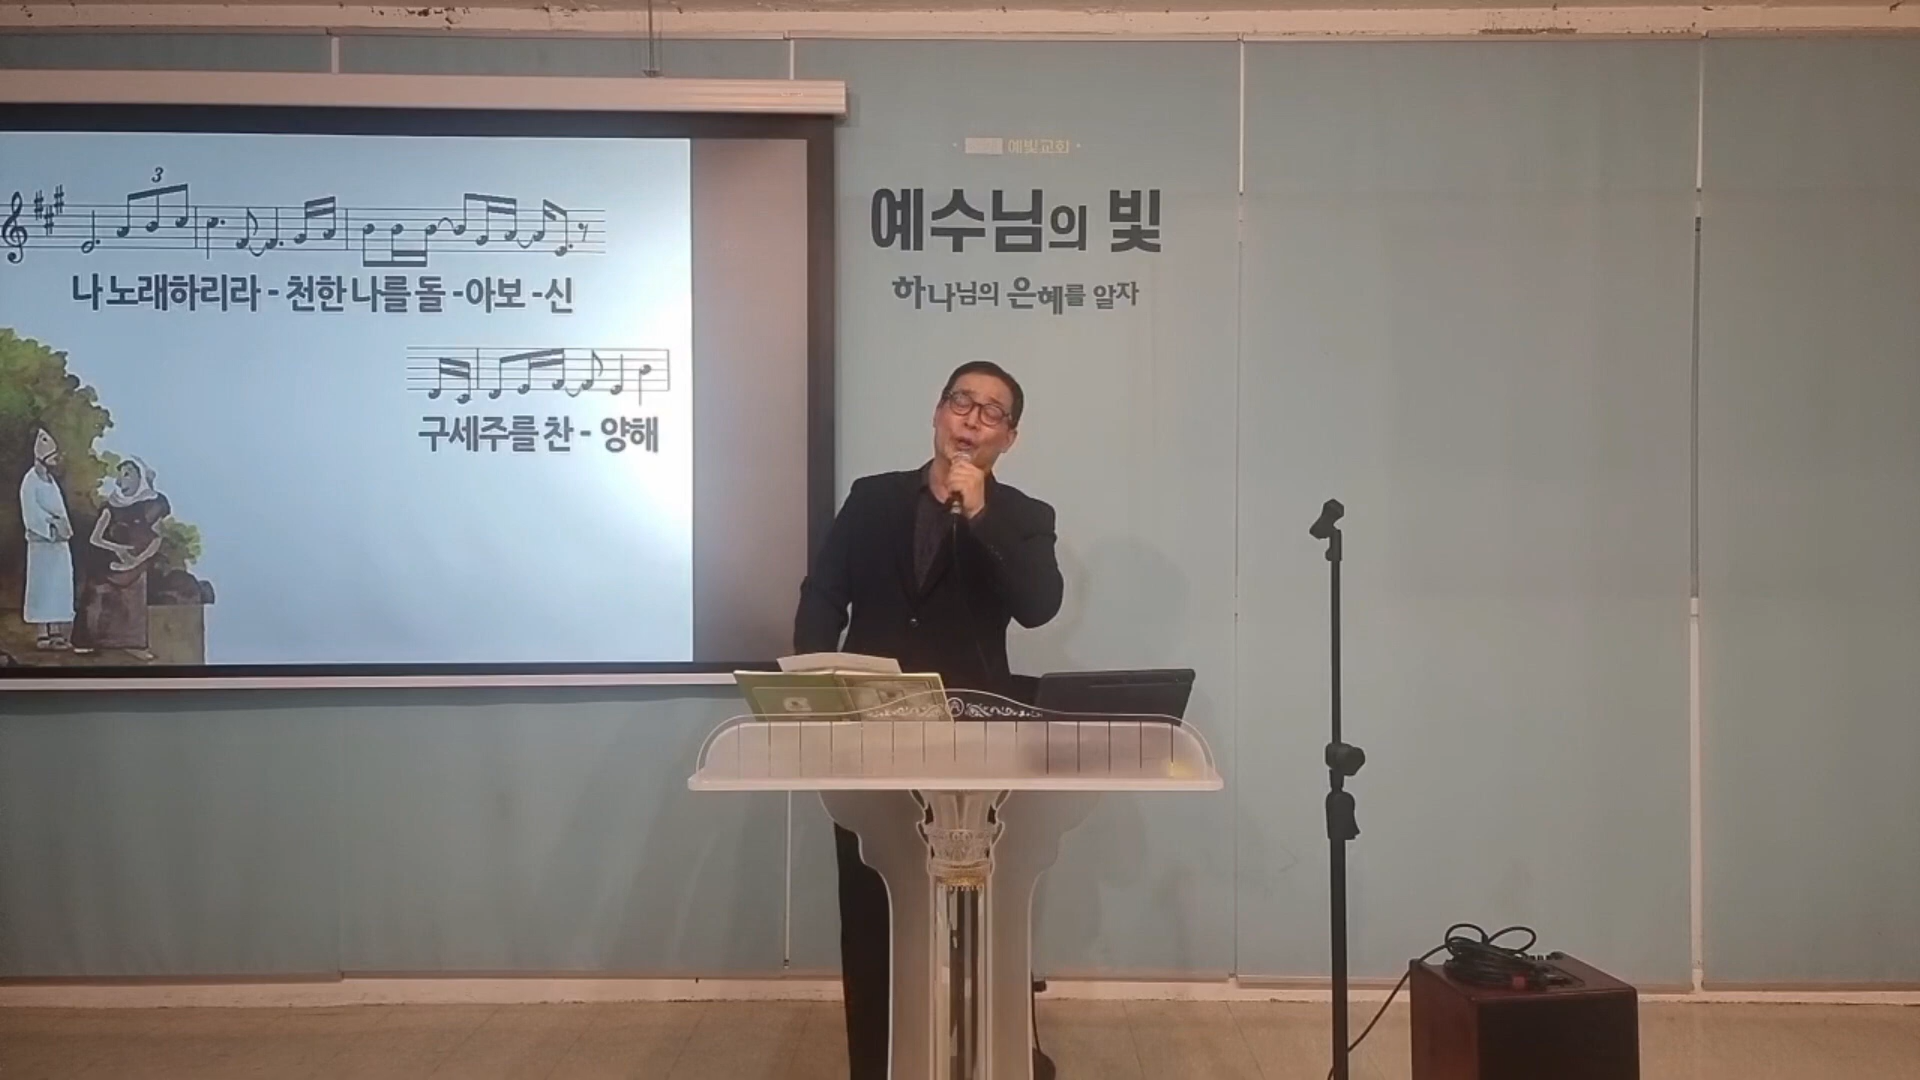 3
나 노래하리라 - 천한 나를 돌 - 아보 - 신
구세주를 찬 - 양해
예빛교회
예수님의 빛
하나님의 은혜를 알자